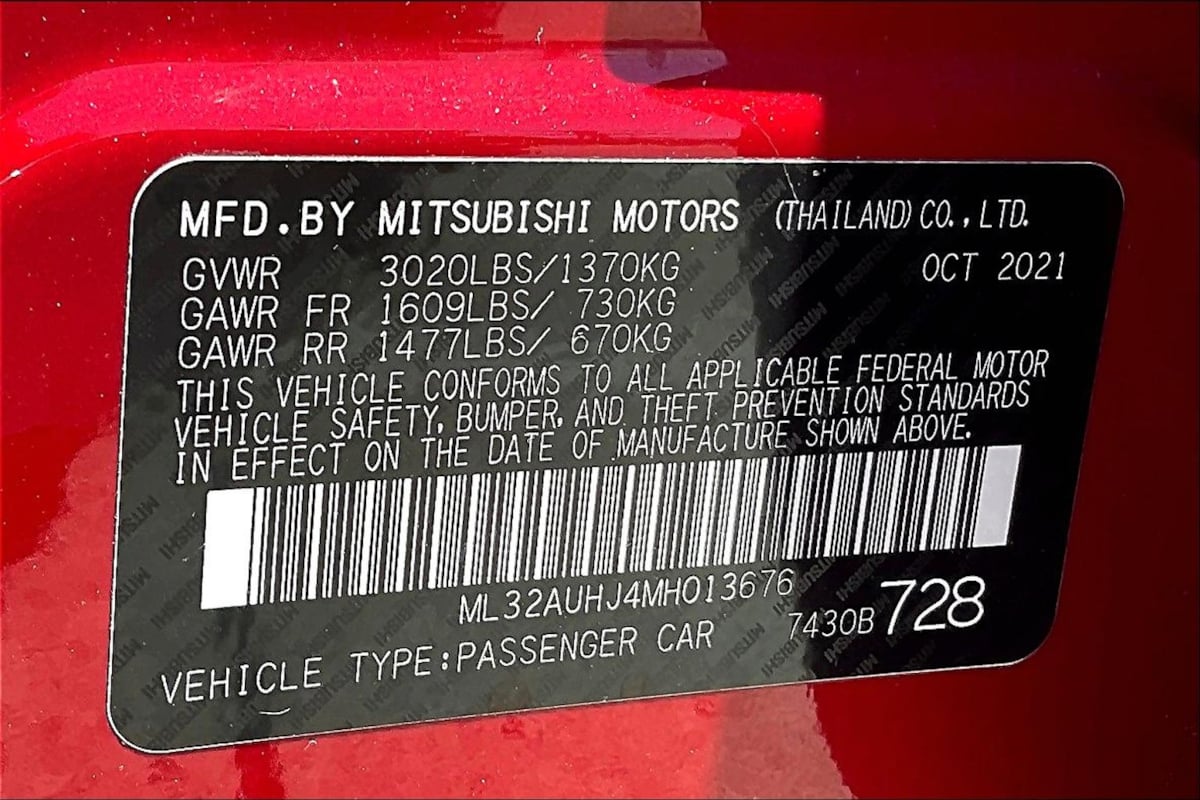 MFD.BY MITSUBISHI MOTORS (THAILAND) CO., LTD.
GVWR 3020LBS/1370KG OCT 2021
GAWR FR 1609LBS/ 730KG
GAWR RR 1477LBS/ 670KG
THIS VEHICLE CONFORMS TO ALL APPLICABLE FEDERAL MOTOR
VEHICLE SAFETY, BUMPER, AND THEFT PREVENTION STANDARDS
IN EFFECT ON THE DATE OF MANUFACTURE SHOWN ABOVE.
ML32AUHJ4MH013676
VEHICLE TYPE:PASSENGER CAR 7430B 728